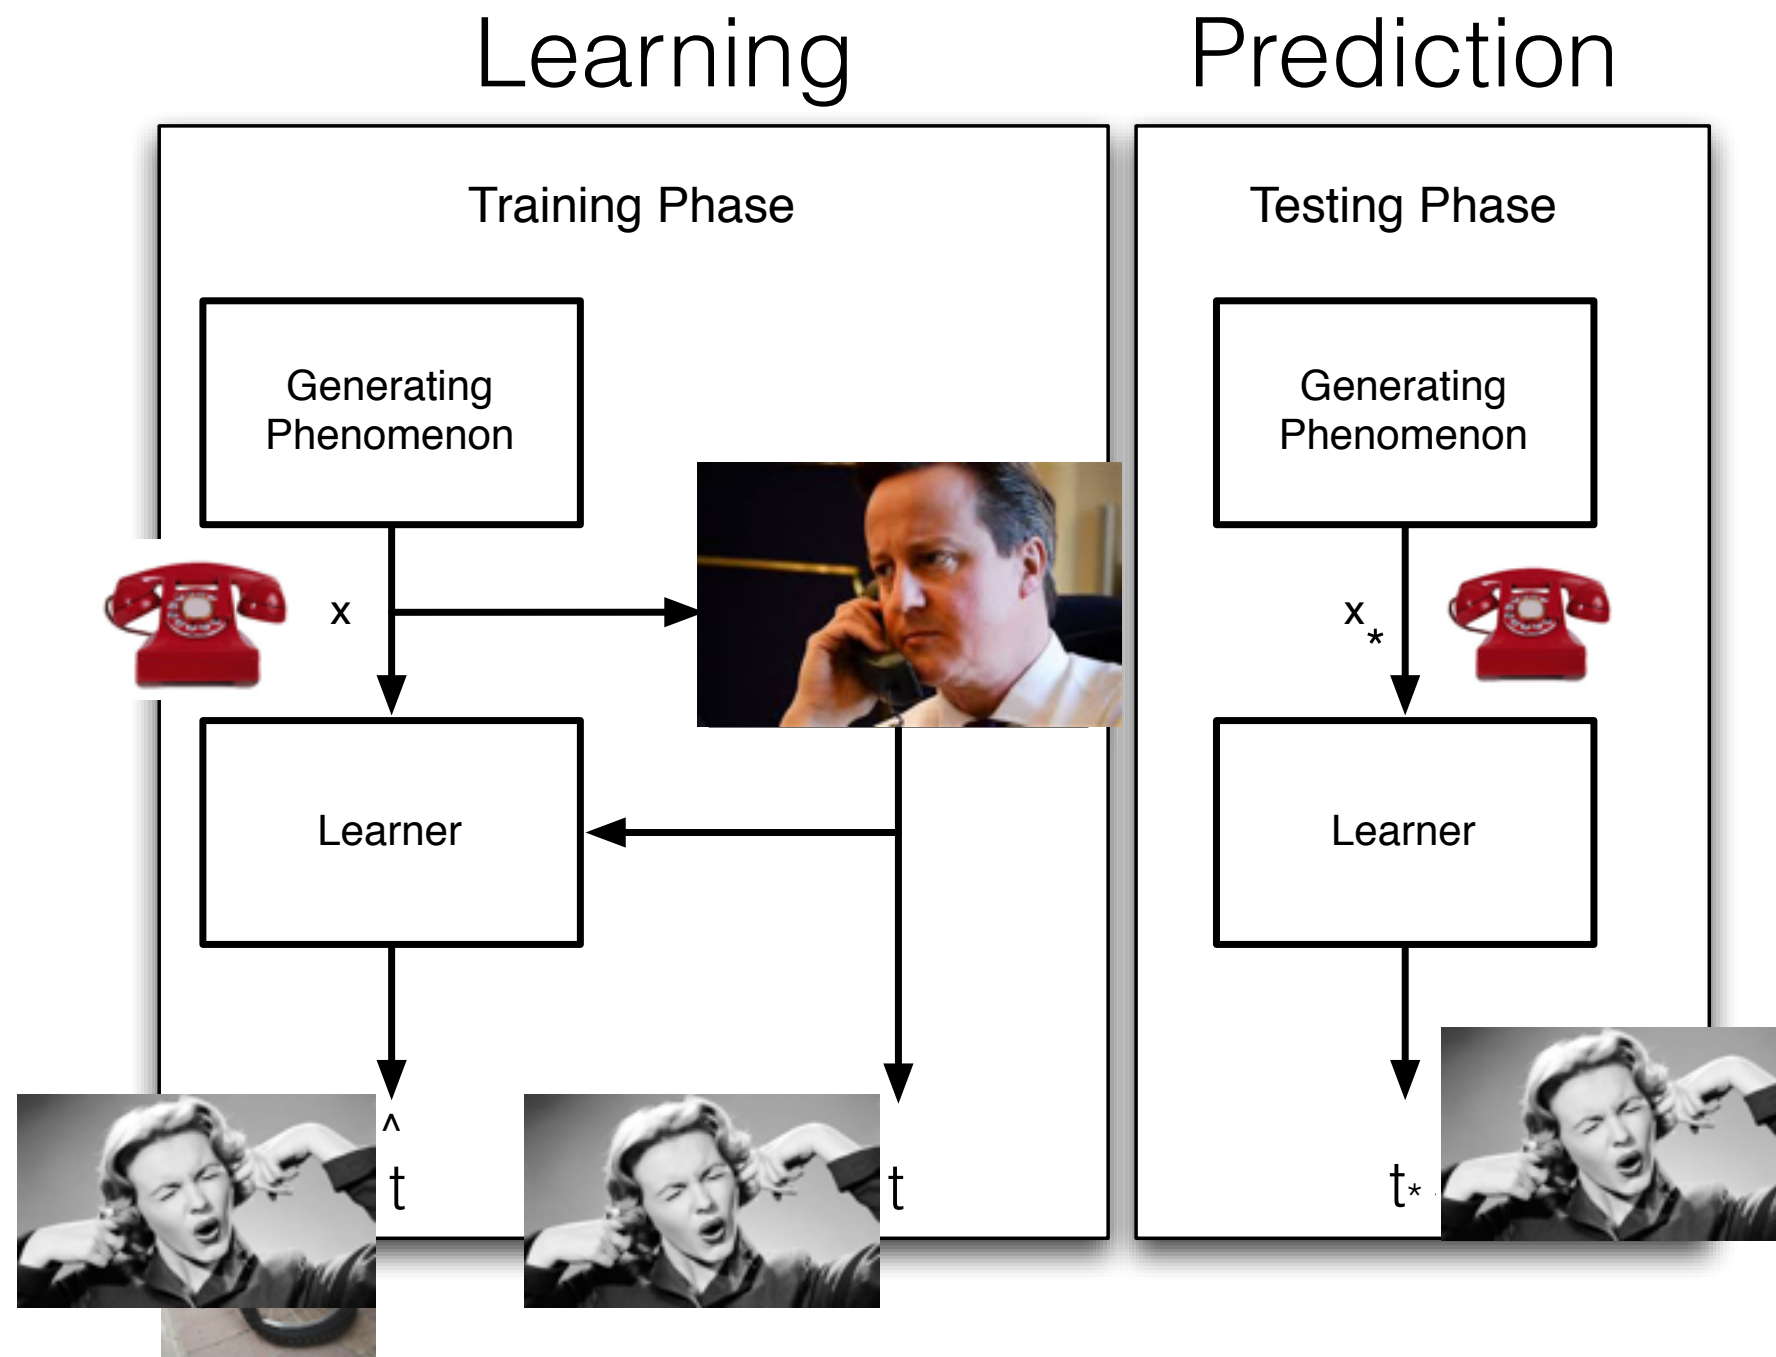 Learning
Prediction
Training Phase
Generating
Phenomenon
x
Learner
^
t
t
Testing Phase
Generating
Phenomenon
x
*
Learner
t*